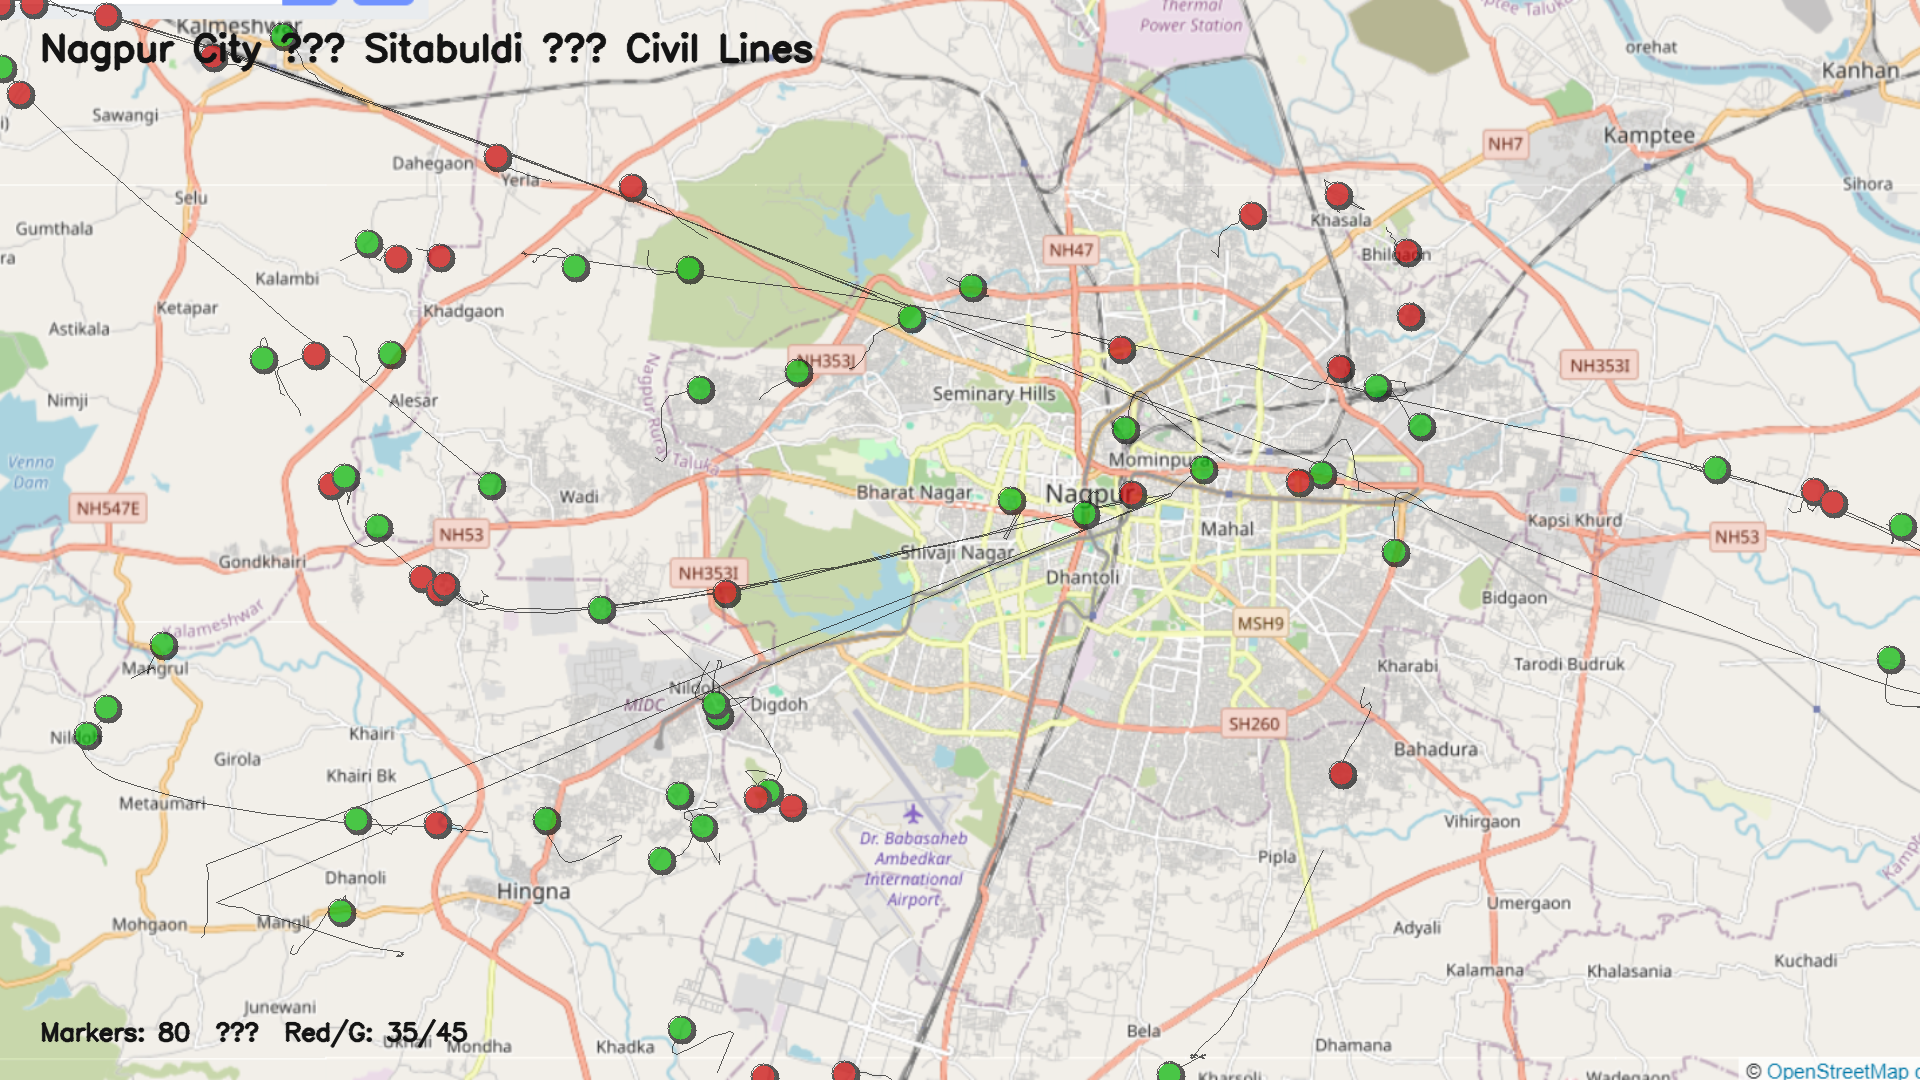 Thermal
Power Station
Kalmeshwar
Nagpur City ??? Sitabuldi ??? Civil Lines
orehat
Kanhan
Sawangi
Kamptee
NH7
Dahegaon
Yerla
Selu
Sihora
Gumthala
Khasala
NH47
Bhilgaon
Kalambi
Ketapar
Khadgaon
Astikala
NH353J
NH353I
Seminary Hills
Nimji
Alesar
Nagpur Rural
Taluka
Mominpura
Venna
Dam
Wadi
Bharat Nagar
Nagpur
NH547E
Mahal
Kapsi Khurd
NH53
NH53
Gondkhairi
Shivaji Nagar
NH353I
Dhantoli
Bidgaon
Kalameshwar
MSH9
Mangrul
Kharabi
Tarodi Budruk
Nildoh
MIDC
Digdoh
SH260
Khairi
Bahadura
Girola
Khairi Bk
Metaumari
Vihirgaon
Dr. Babasaheb
Ambedkar
International
Airport
Pipla
Dhanoli
Hingna
Umergaon
Mohgaon
Mangli
Adyali
Kuchadi
Kalamana
Khalasania
Junewani
Markers: 80 ??? Red/G: 35/45
Bela
Mondha
Khadka
Dhamana
Kharsoli
Wadegaon
© OpenStreetMap c